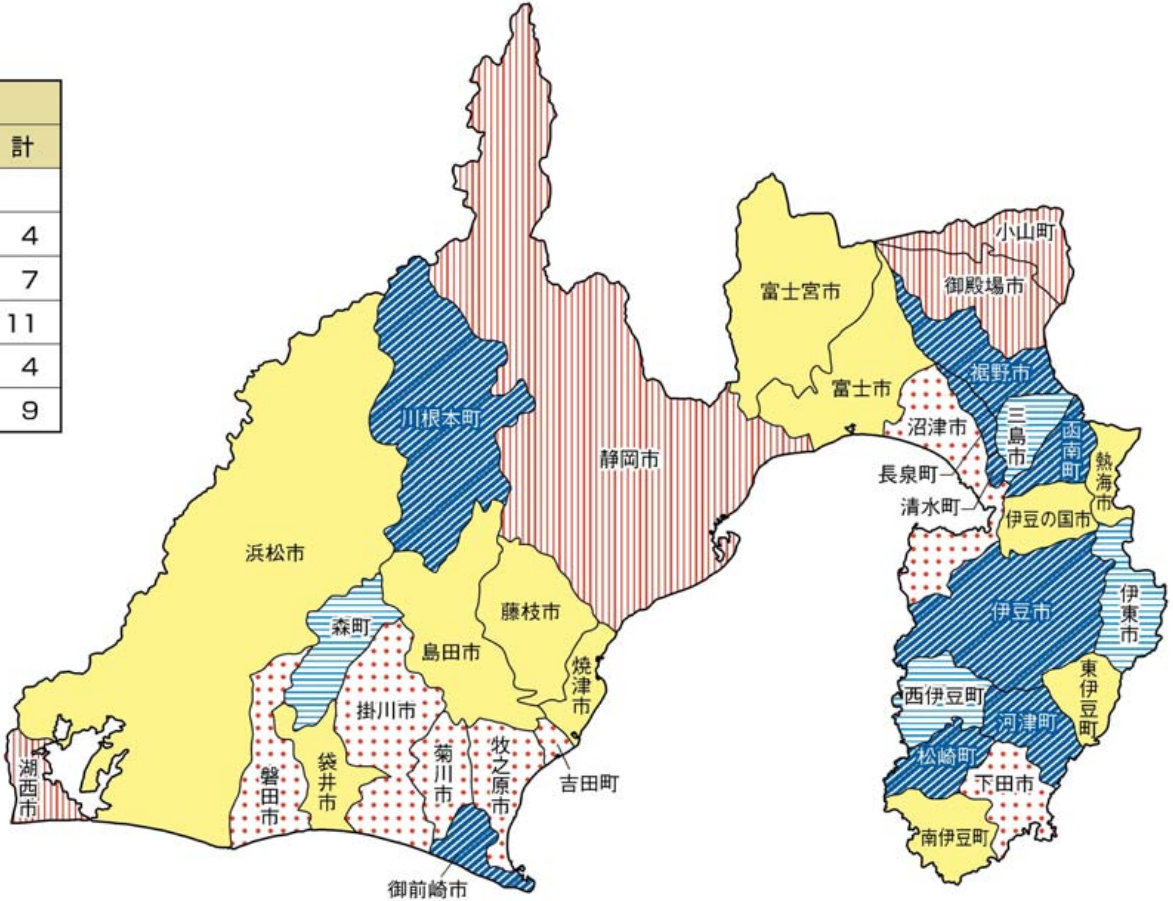 計
4
7
11
4
9
小山町
御殿場市
富士宮市
裾野市
富士市
川根本町
三島市
沼津市
函南町
静岡市
熱海市
長泉町
清水町
伊豆の国市
浜松市
伊豆市
伊東市
藤枝市
森町
島田市
焼津市
東伊豆町
西伊豆町
掛川市
河津町
松崎町
牧之原市
菊川市
袋井市
湖西市
磐田市
吉田町
下田市
南伊豆町
御前崎市